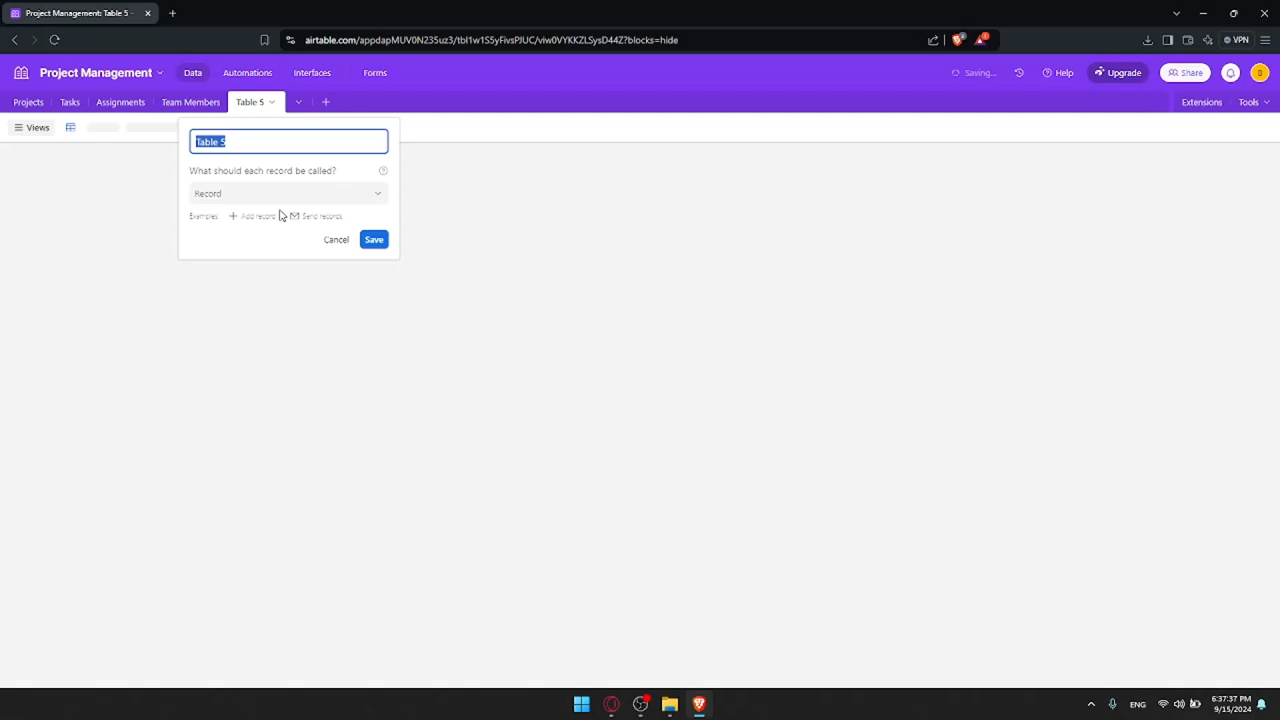 Project Management: Table 5 -
airtable.com/appdapMUV0N235uz3/tbl1w1S5yFivsPJUC/viw0VYKKZLSysD44Z?blocks=hide
VPN
Project Management
Data
Automations
Interfaces
Forms
Saving...
Help
Upgrade
Share
Projects
Tasks
Assignments
Team Members
Table 5
Extensions
Tools
Views
Table 5
What should each record be called?
Record
Examples:
Add record
Send records
Cancel
Save
ENG
6:37:37 PM
9/15/2024